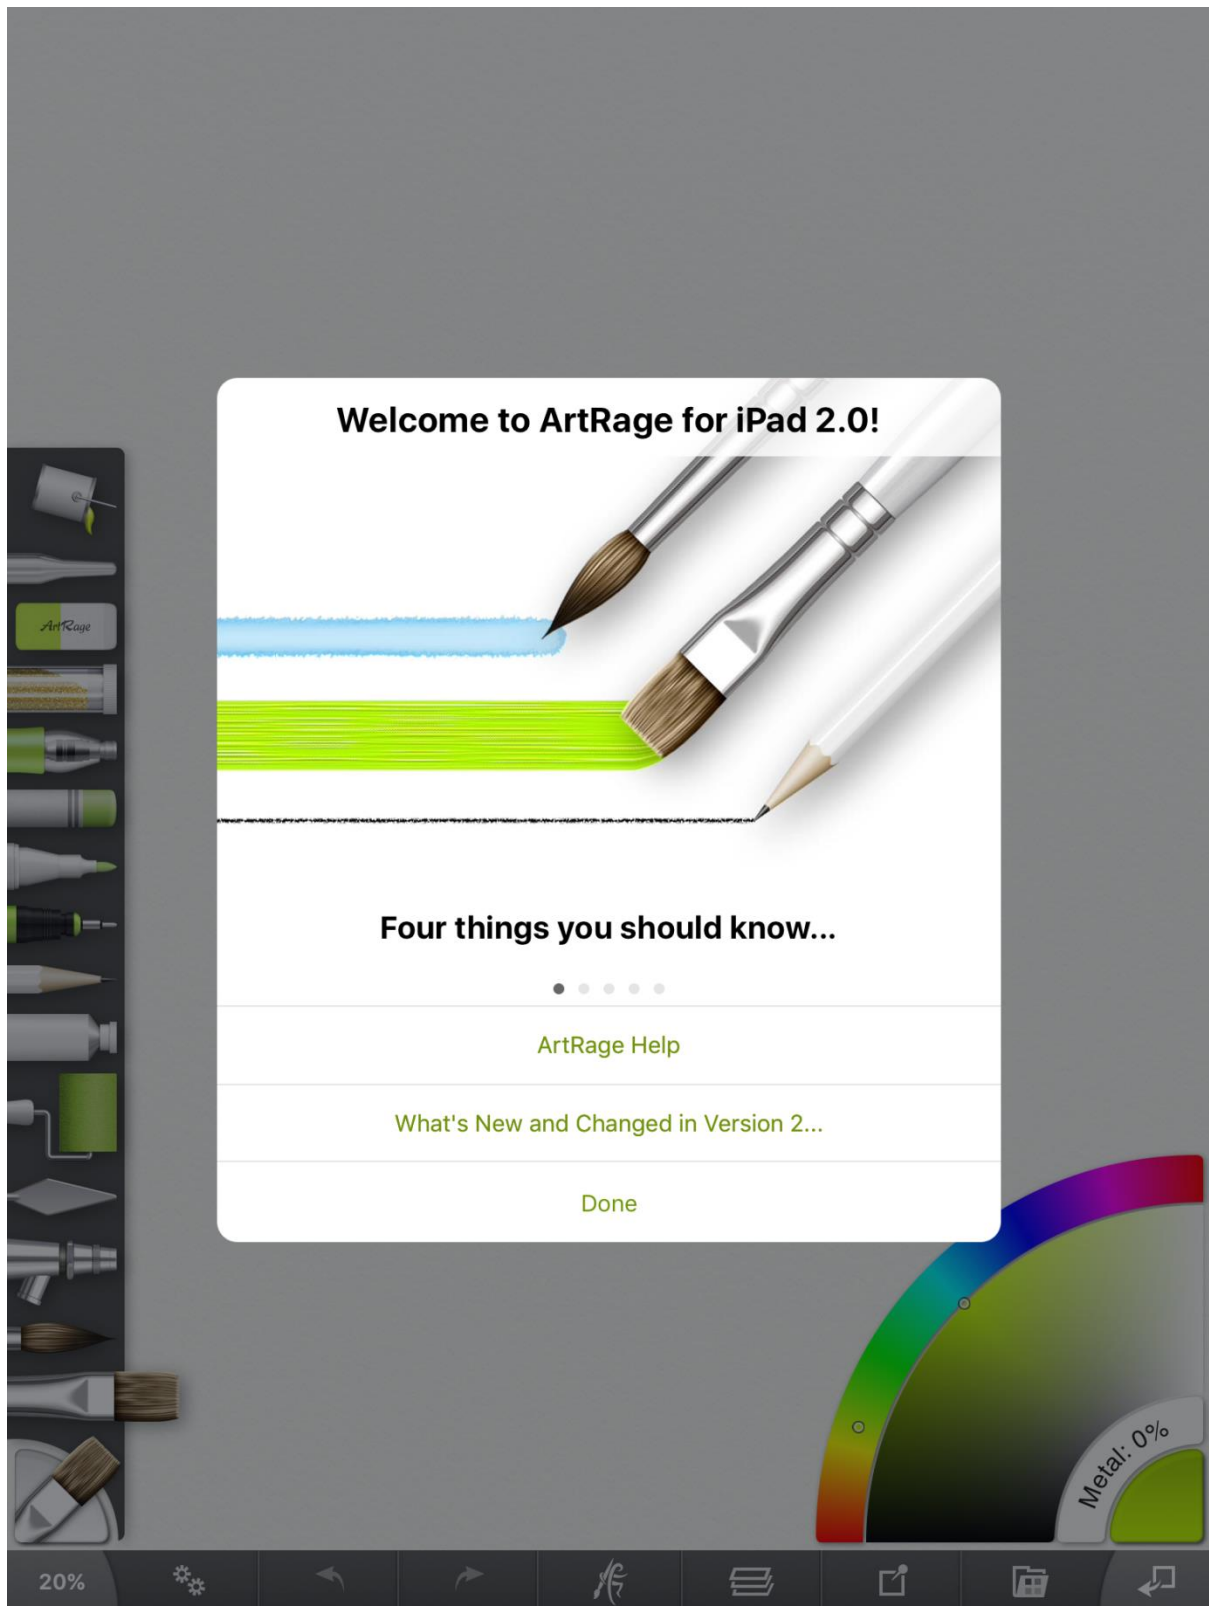 Welcome to ArtRage for iPad 2.0!
ArtRage
Four things you should know...
ArtRage Help
What's New and Changed in Version 2...
Done
Metal: 0%
20%